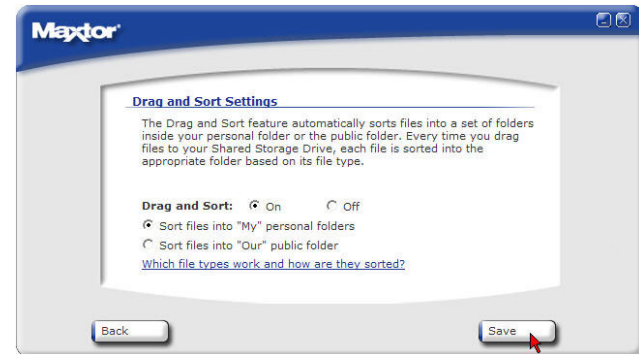 Maxtor
Drag and Sort Settings
The Drag and Sort feature automatically sorts files into a set of folders
inside your personal folder or the public folder. Every time you drag
files to your Shared Storage Drive, each file is sorted into the
appropriate folder based on its file type.
Drag and Sort: On Off
Sort files into "My" personal folders
Sort files into "Our" public folder
Which file types work and how are they sorted?
Back Save